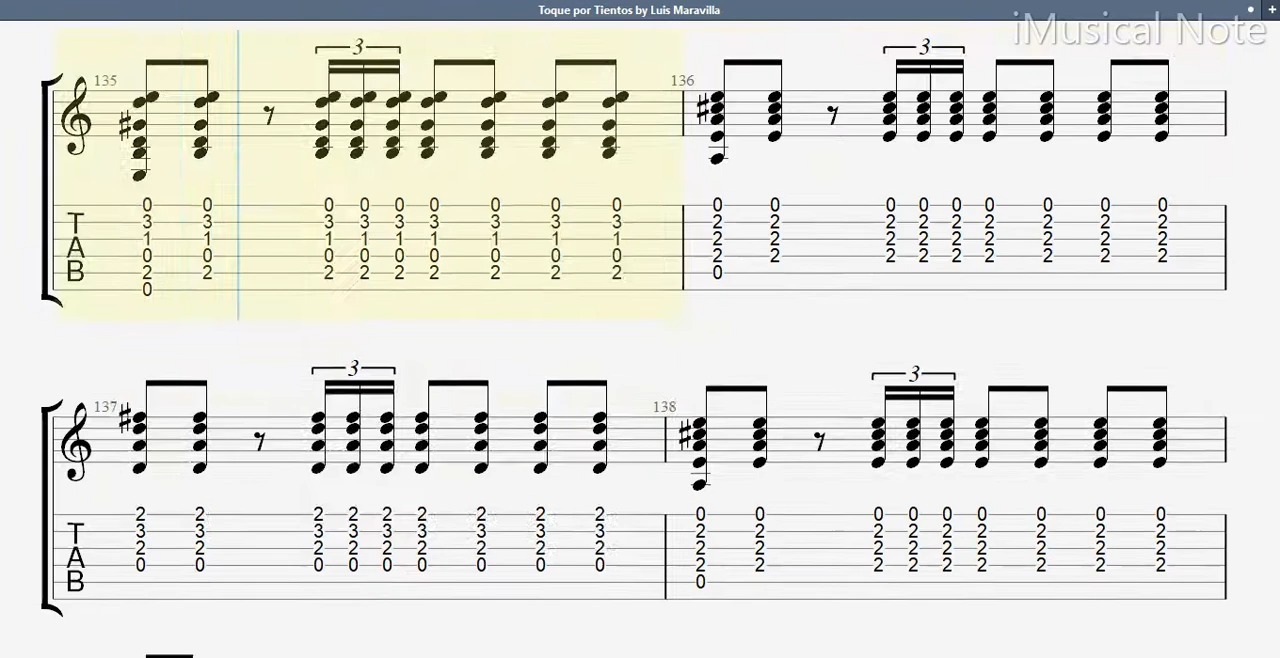 Toque por Tientos by Luis Maravilla
iMusical Note
3 3
135 136
0 0 0 0 0 0 0 0 0 0 0 0 0 0 0 0 0 0
T 3 3 3 3 3 3 3 3 3 2 2 2 2 2 2 2 2 2
A 1 1 1 1 1 1 1 1 1 2 2 2 2 2 2 2 2 2
0 0 0 0 0 0 0 0 0 2 2 2 2 2 2 2 2 2
B 2 2 2 2 2 2 2 2 2 0
0
3 3
137 138
2 2 2 2 2 2 2 2 2 0 0 0 0 0 0 0 0 0
T 3 3 3 3 3 3 3 3 3 2 2 2 2 2 2 2 2 2
A 2 2 2 2 2 2 2 2 2 2 2 2 2 2 2 2 2 2
0 0 0 0 0 0 0 0 0 2 2 2 2 2 2 2 2 2
B 0